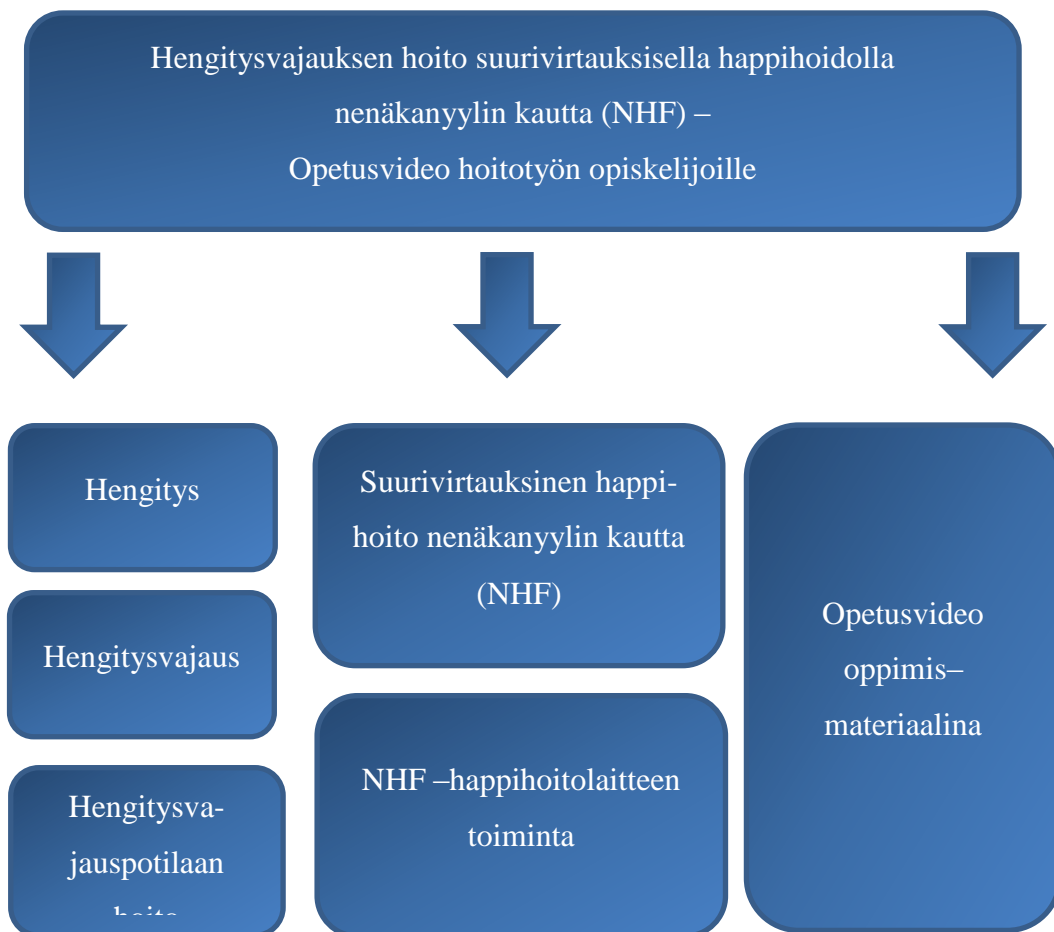 Hengitysvajauksen hoito suurivirtauksisella happihoidolla
nenäkanyylin kautta (NHF) –
Opetusvideo hoitotyön opiskelijoille
Hengitys
Hengitysvajaus
Hengitysva-
jauspotilaan
hoito
Suurivirtauksinen happi-
hoito nenäkanyylin kautta
(NHF)
NHF –happihoitolaitteen
toiminta
Opetusvideo
oppimis–
materiaalina